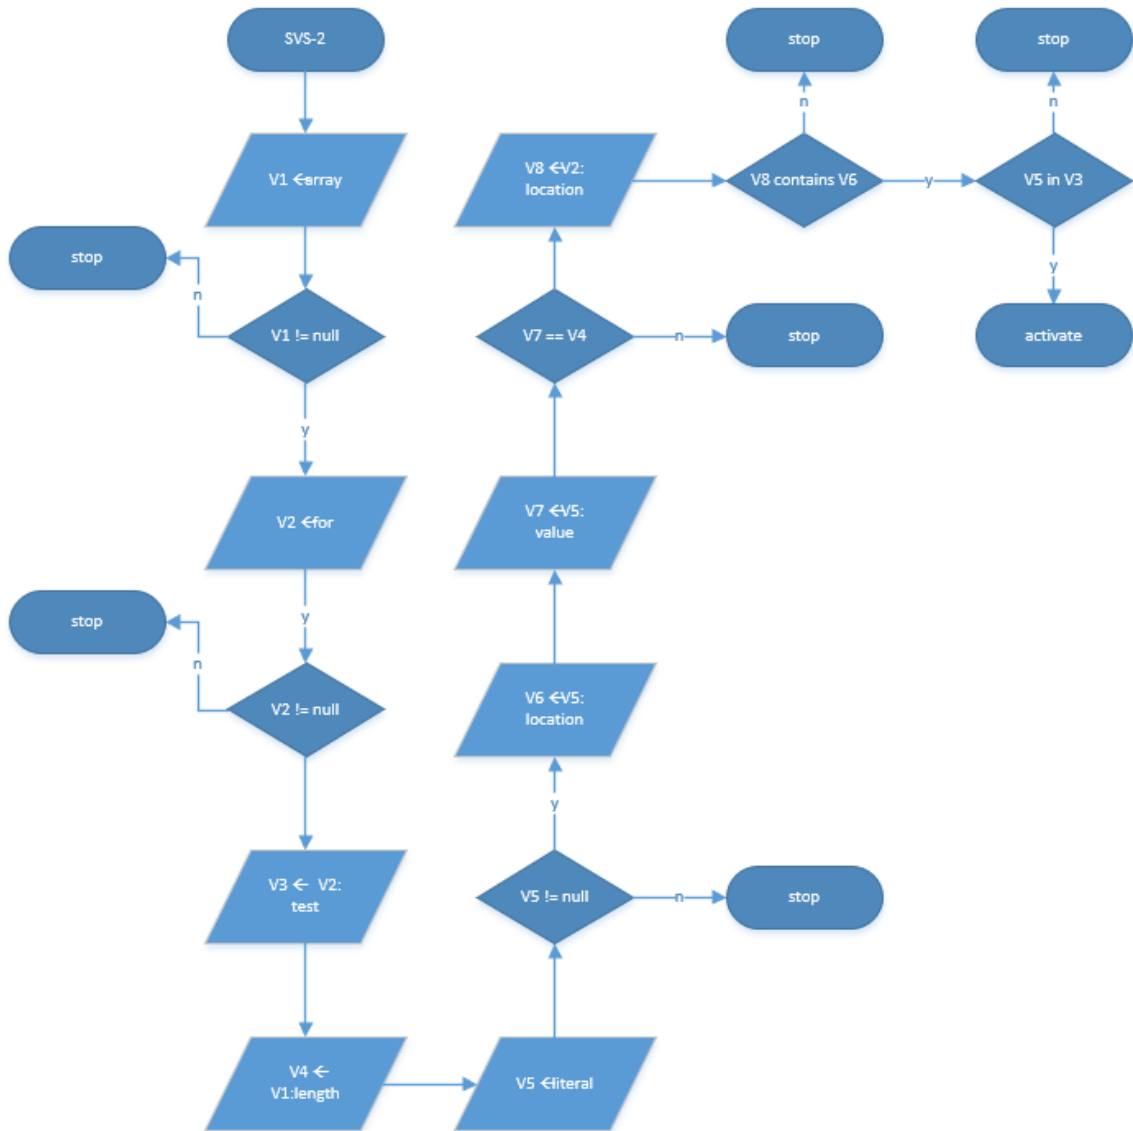 SVS-2
V1 ←array
n
stop
V1 != null
y
V2 ←for
y
n
stop
V2 != null
V3 ← V2:
test
V4 ←
V1:length
V5 ←literal
V5 != null
n
stop
y
V6 ←V5:
location
V7 ←V5:
value
V7 == V4
n
stop
V8 ←V2:
location
V8 contains V6
n
stop
y
V5 in V3
n
stop
y
activate